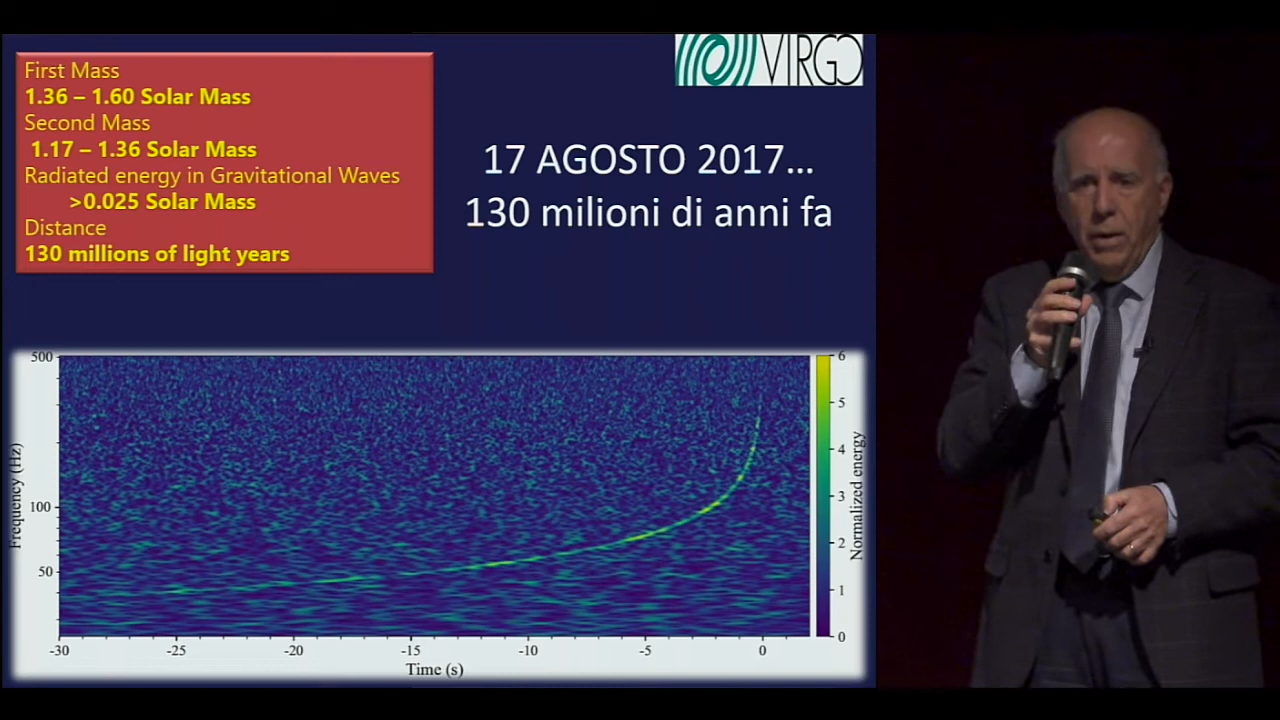 First Mass
1.36 – 1.60 Solar Mass
Second Mass
1.17 – 1.36 Solar Mass
Radiated energy in Gravitational Waves
>0.025 Solar Mass
Distance
130 millions of light years
VIRGO
17 AGOSTO 2017...
130 milioni di anni fa
500
100
50
Frequency (Hz)
-30 -25 -20 -15 -10 -5 0
Time (s)
6
5
4
3
2
1
0
Normalized energy